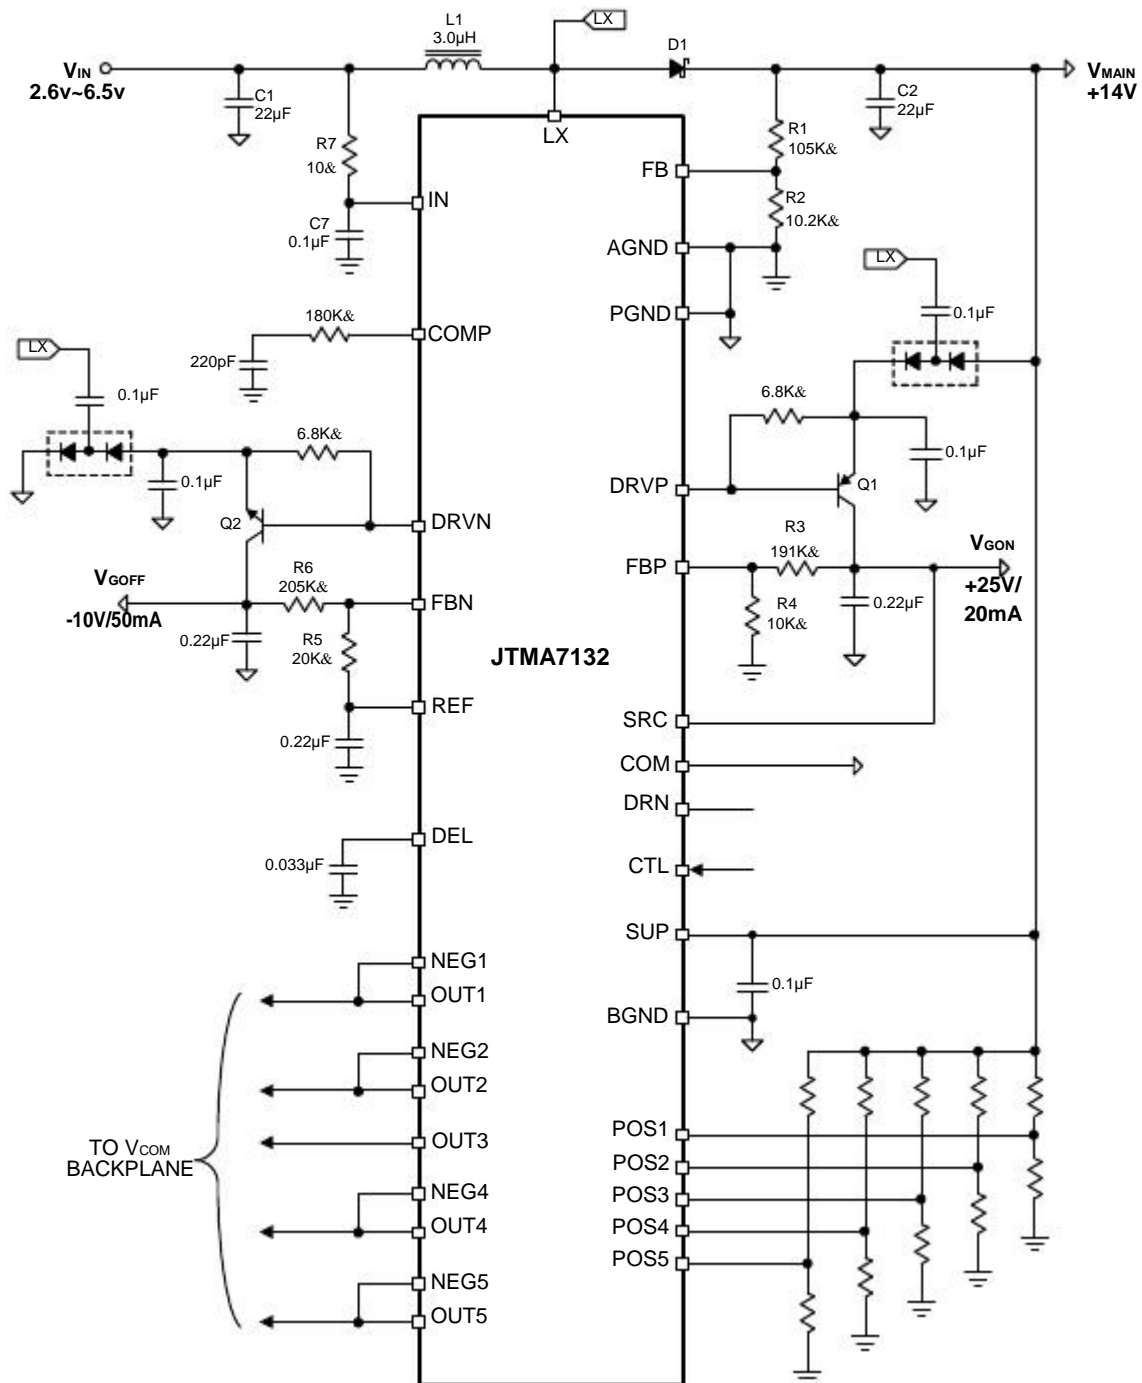 L1
3.0µH
LX
D1
VIN
2.6v~6.5v
VMAIN
+14V
C1
22µF
C2
22µF
LX
R7
10&
R1
105K&
FB
IN
R2
10.2K&
C7
0.1µF
AGND
LX
PGND
0.1µF
180K&
COMP
LX
220pF
0.1µF
6.8K&
6.8K&
0.1µF
0.1µF
DRVP
Q1
Q2
DRVN
R3
191K&
VGON
+25V/
20mA
FBP
VGOFF
-10V/50mA
R6
205K&
FBN
R4
10K&
0.22µF
0.22µF
R5
20K&
JTMA7132
REF
SRC
0.22µF
COM
DRN
DEL
0.033µF
CTL
SUP
NEG1
0.1µF
OUT1
BGND
NEG2
OUT2
POS1
OUT3
TO VCOM
BACKPLANE
POS2
NEG4
POS3
OUT4
POS4
POS5
NEG5
OUT5